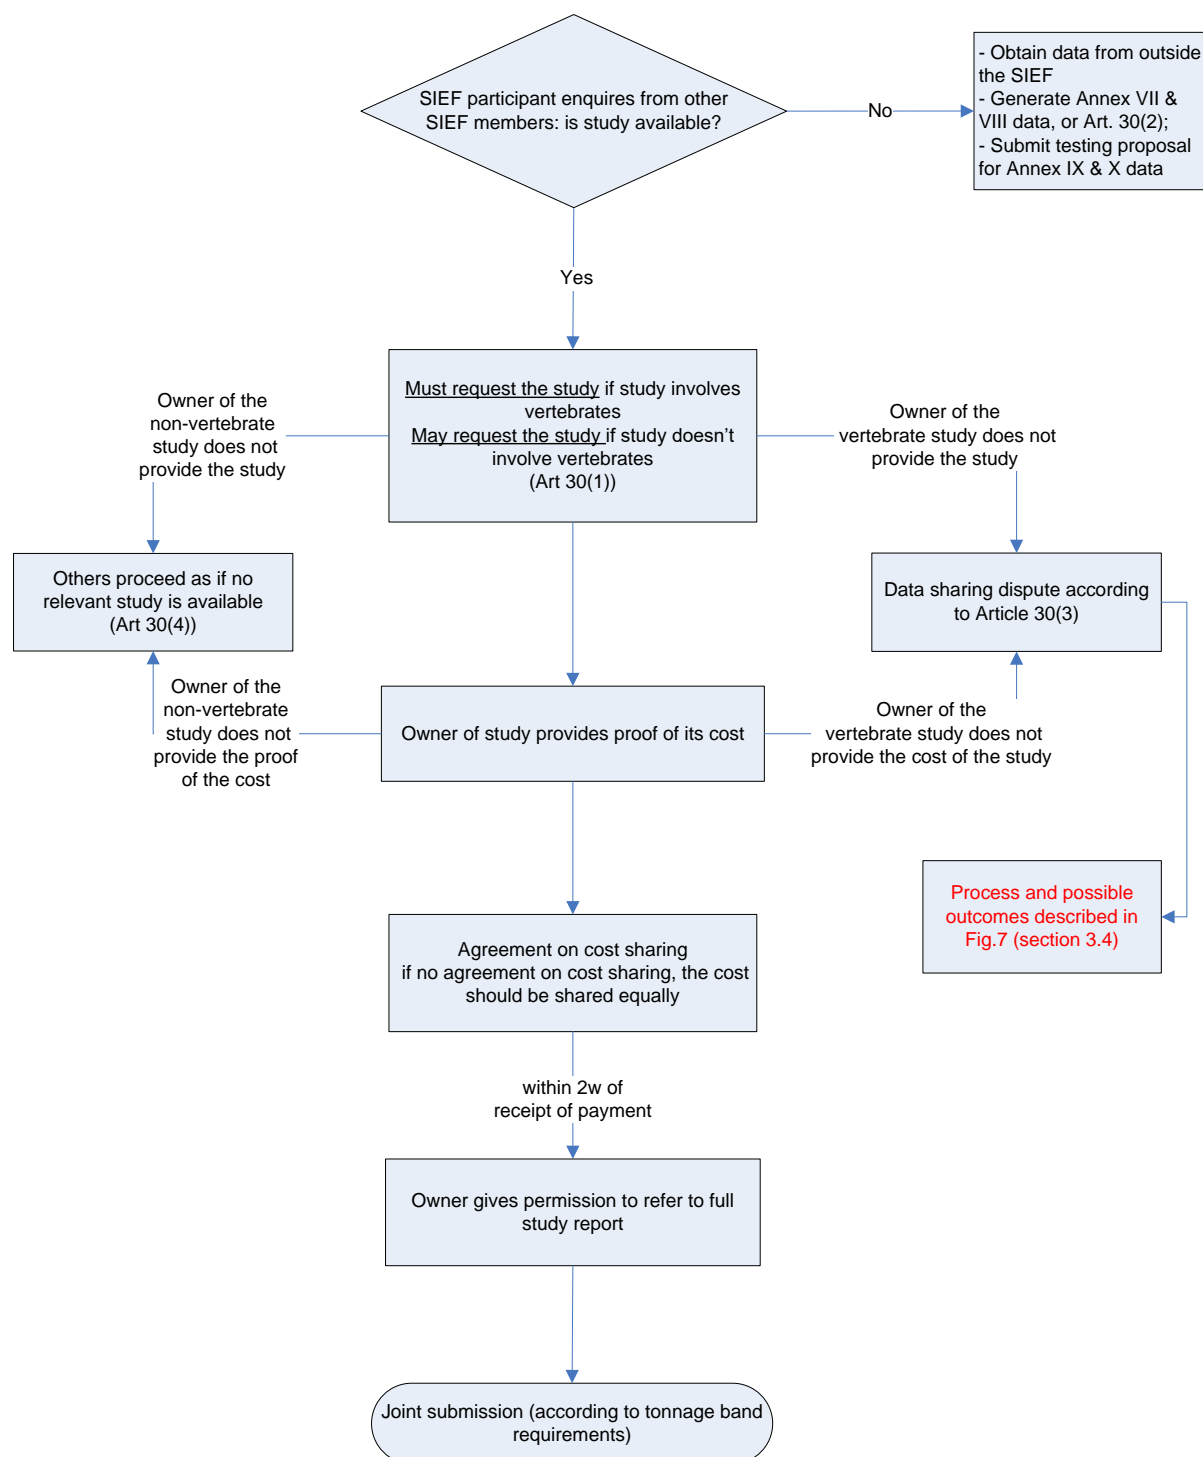 SIEF participant enquires from other
SIEF members: is study available?
No
- Obtain data from outside
the SIEF
- Generate Annex VII &
VIII data, or Art. 30(2);
- Submit testing proposal
for Annex IX & X data
Yes
Must request the study if study involves
vertebrates
May request the study if study doesn't
involve vertebrates
(Art 30(1))
Owner of the
non-vertebrate
study does not
provide the study
Owner of the
vertebrate study does not
provide the study
Others proceed as if no
relevant study is available
(Art 30(4))
Data sharing dispute according
to Article 30(3)
Owner of the
non-vertebrate
study does not
provide the proof
of the cost
Owner of study provides proof of its cost
Owner of the
vertebrate study does not
provide the cost of the study
Process and possible
outcomes described in
Fig.7 (section 3.4)
Agreement on cost sharing
if no agreement on cost sharing, the cost
should be shared equally
within 2w of
receipt of payment
Owner gives permission to refer to full
study report
Joint submission (according to tonnage band
requirements)